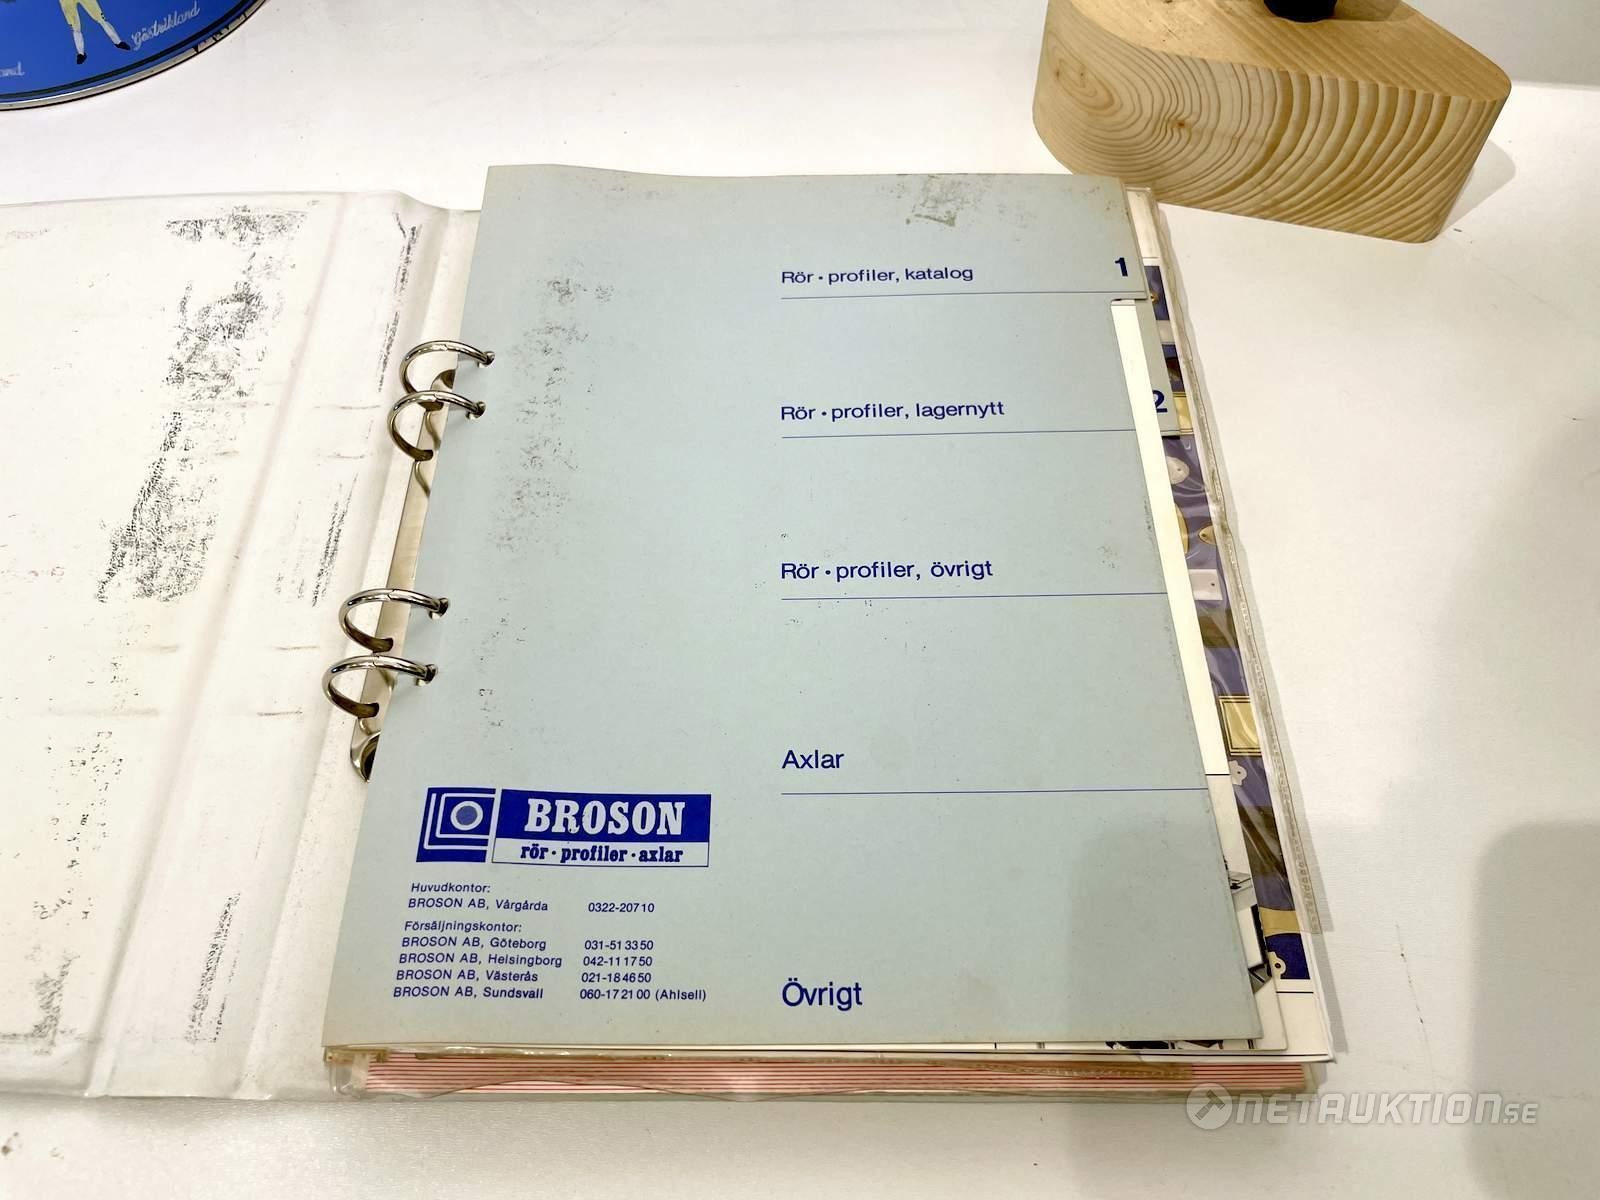 Gästrikland
Rör • profiler, katalog 1
Rör • profiler, lagernytt 2
Rör • profiler, övrigt
Axlar
BROSON
rör · profiler · axlar
Huvudkontor:
BROSON AB, Vårgårda 0322-20710
Försäljningskontor:
BROSON AB, Göteborg 031-51 33 50
BROSON AB, Helsingborg 042-11 17 50
BROSON AB, Västerås 021-18 46 50
BROSON AB, Sundsvall 060-17 21 00 (Ahlsell)
Övrigt
NETAUKTION.SE